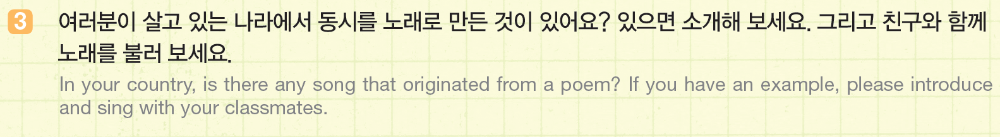 3 여러분이 살고 있는 나라에서 동시를 노래로 만든 것이 있어요? 있으면 소개해 보세요. 그리고 친구와 함께
노래를 불러 보세요.
In your country, is there any song that originated from a poem? If you have an example, please introduce
and sing with your classmates.